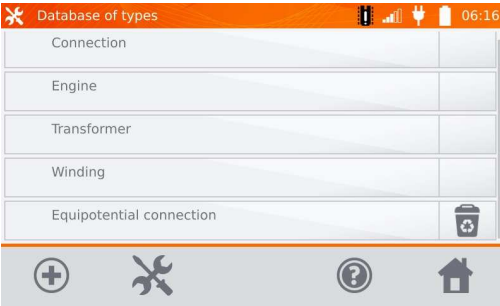 Database of types
06:16
Connection
Engine
Transformer
Winding
Equipotential connection